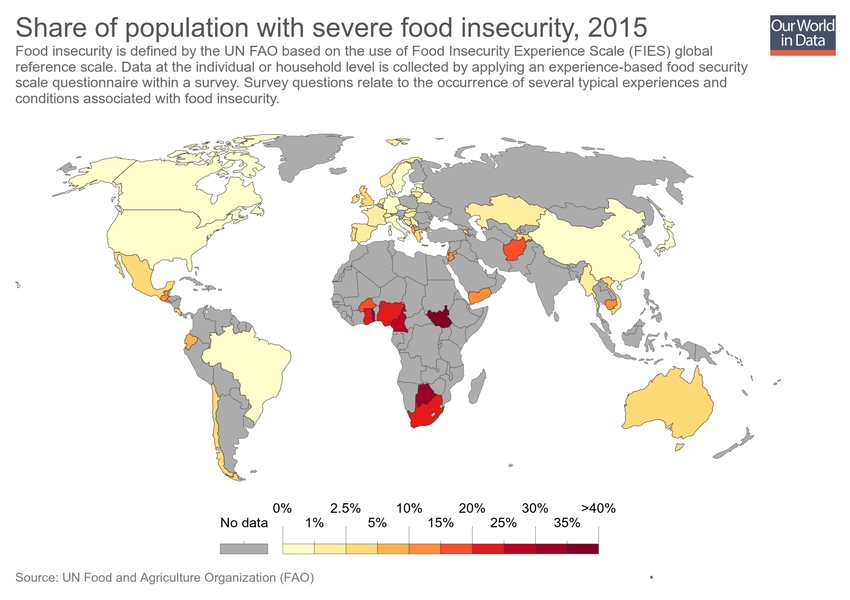 Share of population with severe food insecurity, 2015
Our World
in Data
Food insecurity is defined by the UN FAO based on the use of Food Insecurity Experience Scale (FIES) global
reference scale. Data at the individual or household level is collected by applying an experience-based food security
scale questionnaire within a survey. Survey questions relate to the occurrence of several typical experiences and
conditions associated with food insecurity.
0% 2.5% 10% 20% 30% >40%
No data 1% 5% 15% 25% 35%
Source: UN Food and Agriculture Organization (FAO)